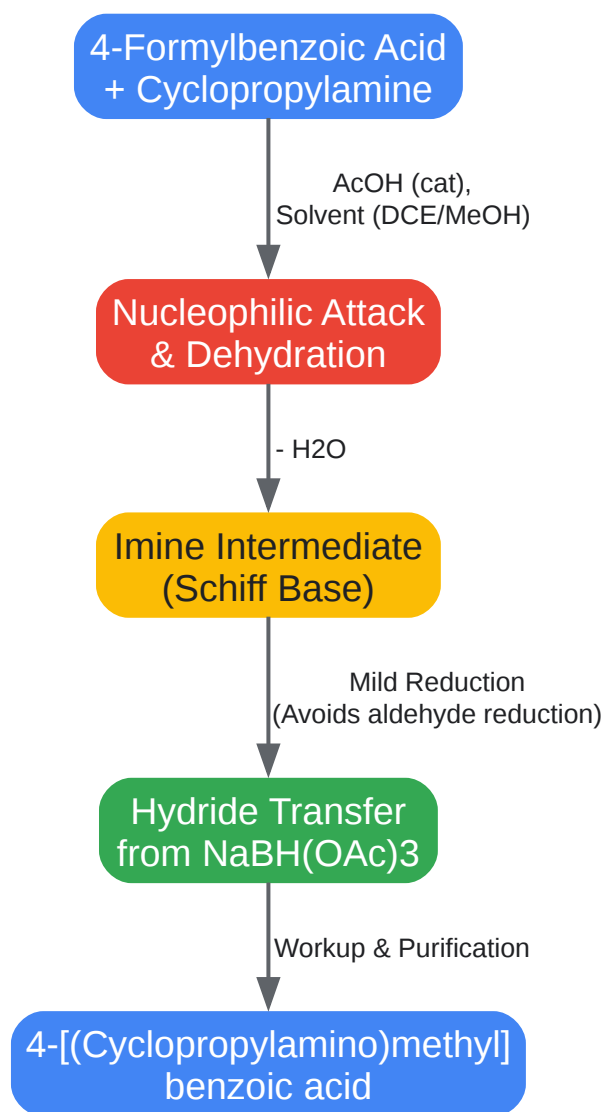 4-Formylbenzoic Acid
+ Cyclopropylamine
AcOH (cat),
Solvent (DCE/MeOH)
Nucleophilic Attack
& Dehydration
- H2O
Imine Intermediate
(Schiff Base)
Mild Reduction
(Avoids aldehyde reduction)
Hydride Transfer
from NaBH(OAc)3
Workup & Purification
4-[(Cyclopropylamino)methyl]
benzoic acid